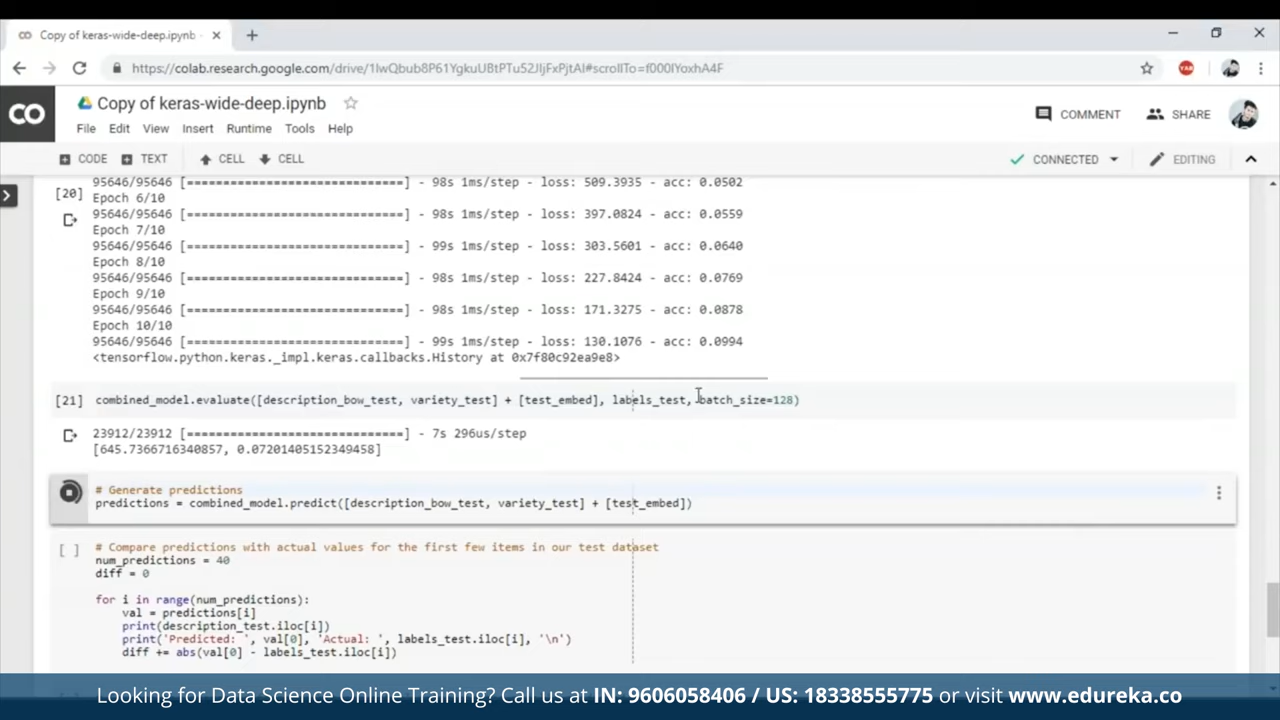 Copy of keras-wide-deep.ipynb
https://colab.research.google.com/drive/1lwQbub8P61YgkuUBtPTu52JljFxPjtAl#scrollTo=f000lYoxhA4F
CO
Copy of keras-wide-deep.ipynb
COMMENT
SHARE
File Edit View Insert Runtime Tools Help
CODE TEXT CELL CELL
CONNECTED
EDITING
95646/95646 [==============================] - 98s 1ms/step - loss: 509.3935 - acc: 0.0502
[20]
Epoch 6/10
95646/95646 [==============================] - 98s 1ms/step - loss: 397.0824 - acc: 0.0559
Epoch 7/10
95646/95646 [==============================] - 99s 1ms/step - loss: 303.5601 - acc: 0.0640
Epoch 8/10
95646/95646 [==============================] - 98s 1ms/step - loss: 227.8424 - acc: 0.0769
Epoch 9/10
95646/95646 [==============================] - 98s 1ms/step - loss: 171.3275 - acc: 0.0878
Epoch 10/10
95646/95646 [==============================] - 99s 1ms/step - loss: 130.1076 - acc: 0.0994
<tensorflow.python.keras._impl.keras.callbacks.History at 0x7f80c92ea9e8>
[21] combined_model.evaluate([description_bow_test, variety_test] + [test_embed], labels_test, batch_size=128)
23912/23912 [==============================] - 7s 296us/step
[645.7366716340857, 0.07201405152349458]
# Generate predictions
predictions = combined_model.predict([description_bow_test, variety_test] + [test_embed])
[ ] # Compare predictions with actual values for the first few items in our test dataset
num_predictions = 40
diff = 0
for i in range(num_predictions):
val = predictions[i]
print(description_test.iloc[i])
print('Predicted: ', val[0], 'Actual: ', labels_test.iloc[i], '\n')
diff += abs(val[0] - labels_test.iloc[i])
Looking for Data Science Online Training? Call us at IN: 9606058406 / US: 18338555775 or visit www.edureka.co